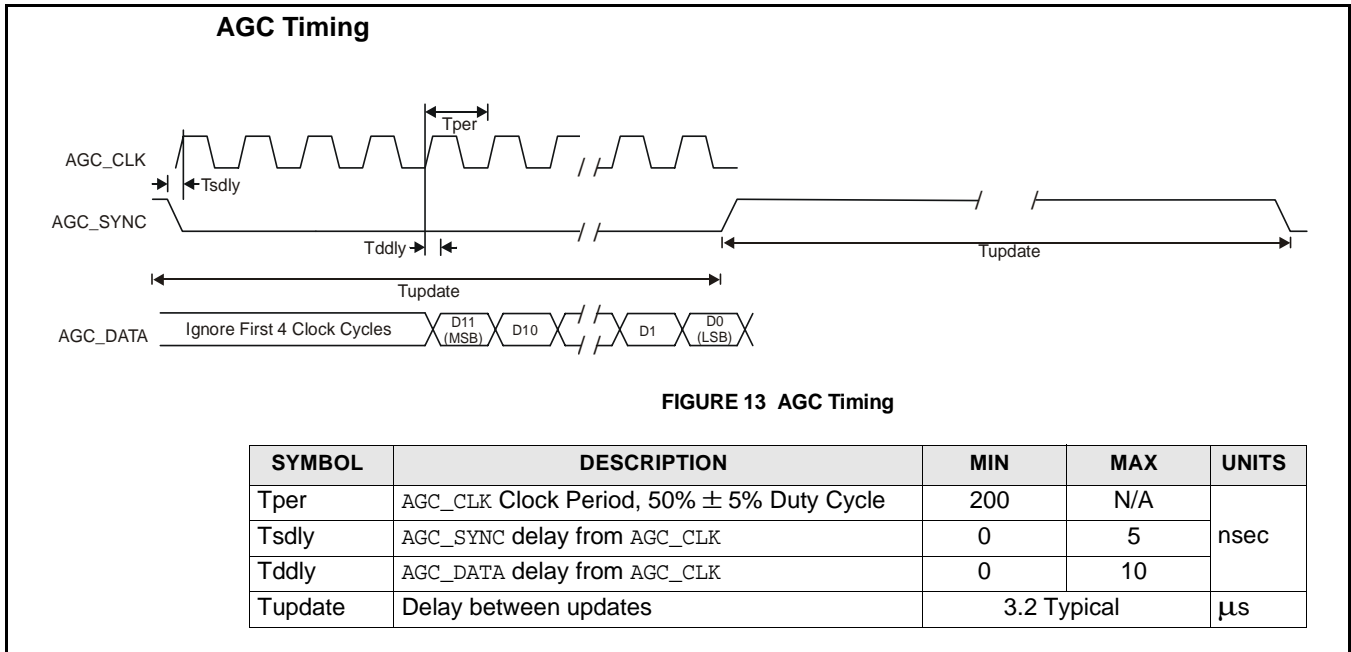 AGC Timing
Tper
AGC_CLK
Tsdly
AGC_SYNC
Tddly
Tupdate
Tupdate
AGC_DATA Ignore First 4 Clock Cycles D11 (MSB) D10 D1 D0 (LSB)
FIGURE 13 AGC Timing
SYMBOL DESCRIPTION MIN MAX UNITS
Tper AGC_CLK Clock Period, 50% ± 5% Duty Cycle 200 N/A
Tsdly AGC_SYNC delay from AGC_CLK 0 5 nsec
Tddly AGC_DATA delay from AGC_CLK 0 10
Tupdate Delay between updates 3.2 Typical μs